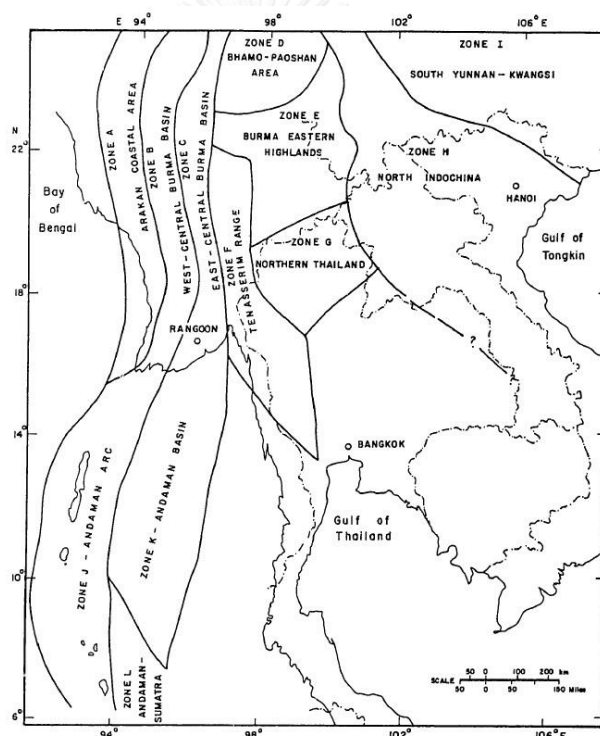 E 94° 98° 102° 106° E
ZONE D
BHAMO-PAOSHAN
AREA
ZONE I
SOUTH YUNNAN-KWANGSI
ZONE E
BURMA EASTERN
HIGHLANDS
ZONE H
NORTH INDOCHINA
HANOI
N
22°
ZONE A
ARAKAN COASTAL AREA
ZONE B
WEST-CENTRAL BURMA BASIN
ZONE C
EAST-CENTRAL BURMA BASIN
ZONE F
TENASSERIM RANGE
Bay
of
Bengal
ZONE G
NORTHERN THAILAND
Gulf of
Tongkin
18°
RANGOON
?
14°
BANGKOK
Gulf of
Thailand
ZONE J - ANDAMAN ARC
ZONE K - ANDAMAN BASIN
10°
ZONE L
ANDAMAN-
SUMATRA
SCALE
50 0 100 200 km
50 0 50 150 Miles
6°
94° 98° 102° 106° E